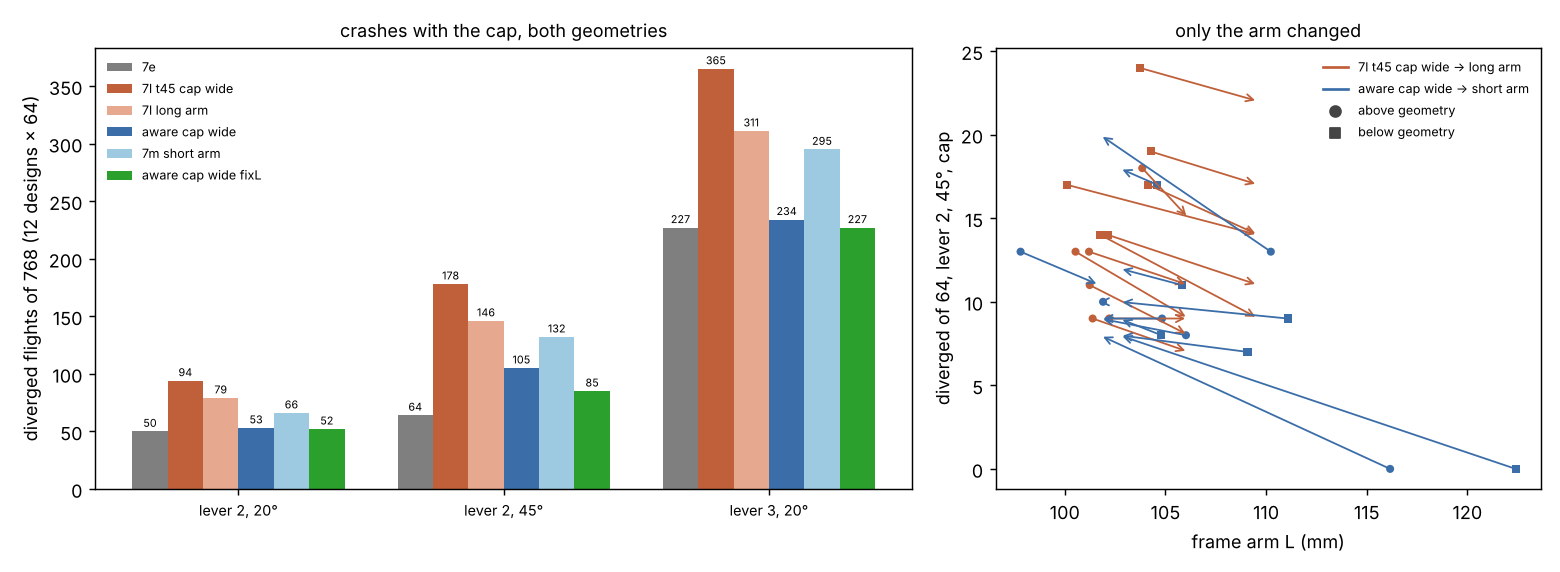 crashes with the cap, both geometries
diverged flights of 768 (12 designs × 64)
350
300
250
200
150
100
50
0
7e
7l t45 cap wide
7l long arm
aware cap wide
7m short arm
aware cap wide fixL
50
94
79
53
66
52
64
178
146
105
132
85
227
365
311
234
295
227
lever 2, 20°
lever 2, 45°
lever 3, 20°
only the arm changed
diverged of 64, lever 2, 45°, cap
25
20
15
10
5
0
7l t45 cap wide → long arm
aware cap wide → short arm
above geometry
below geometry
100
105
110
115
120
frame arm L (mm)